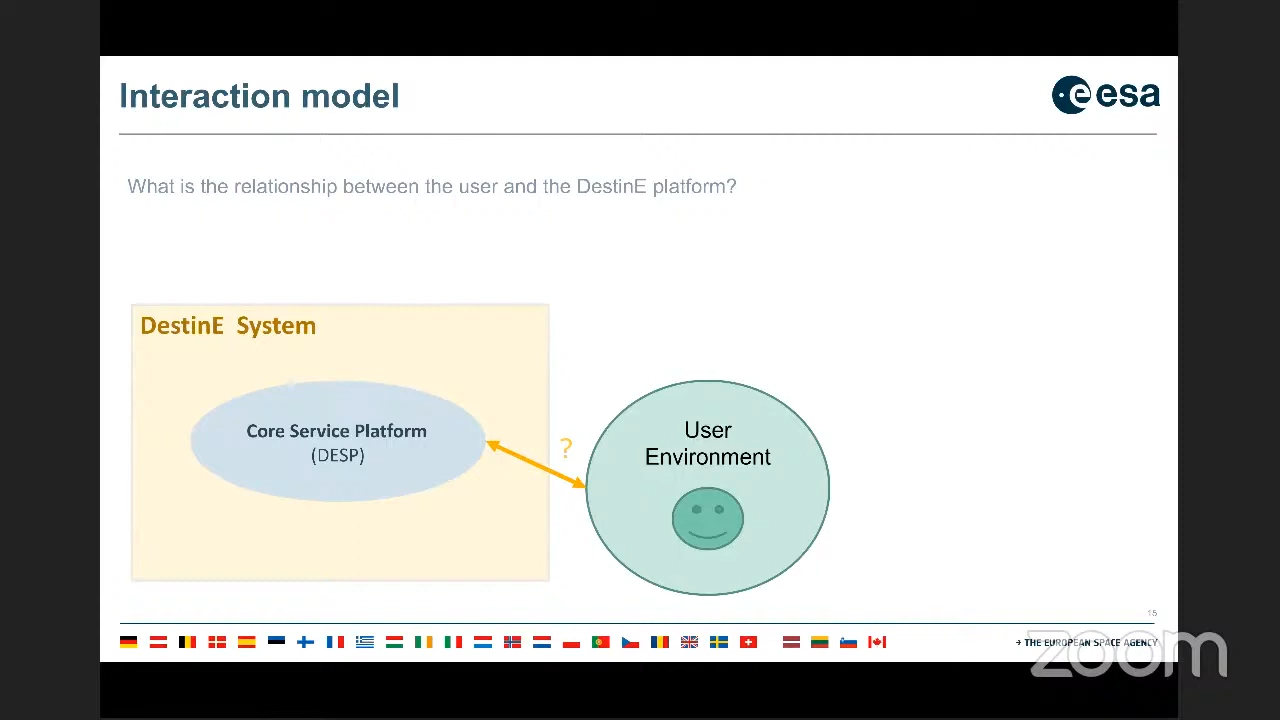 Interaction model
esa
What is the relationship between the user and the DestinE platform?
DestinE System
Core Service Platform
(DESP)
?
User
Environment
15
→ THE EUROPEAN SPACE AGENCY
zoom